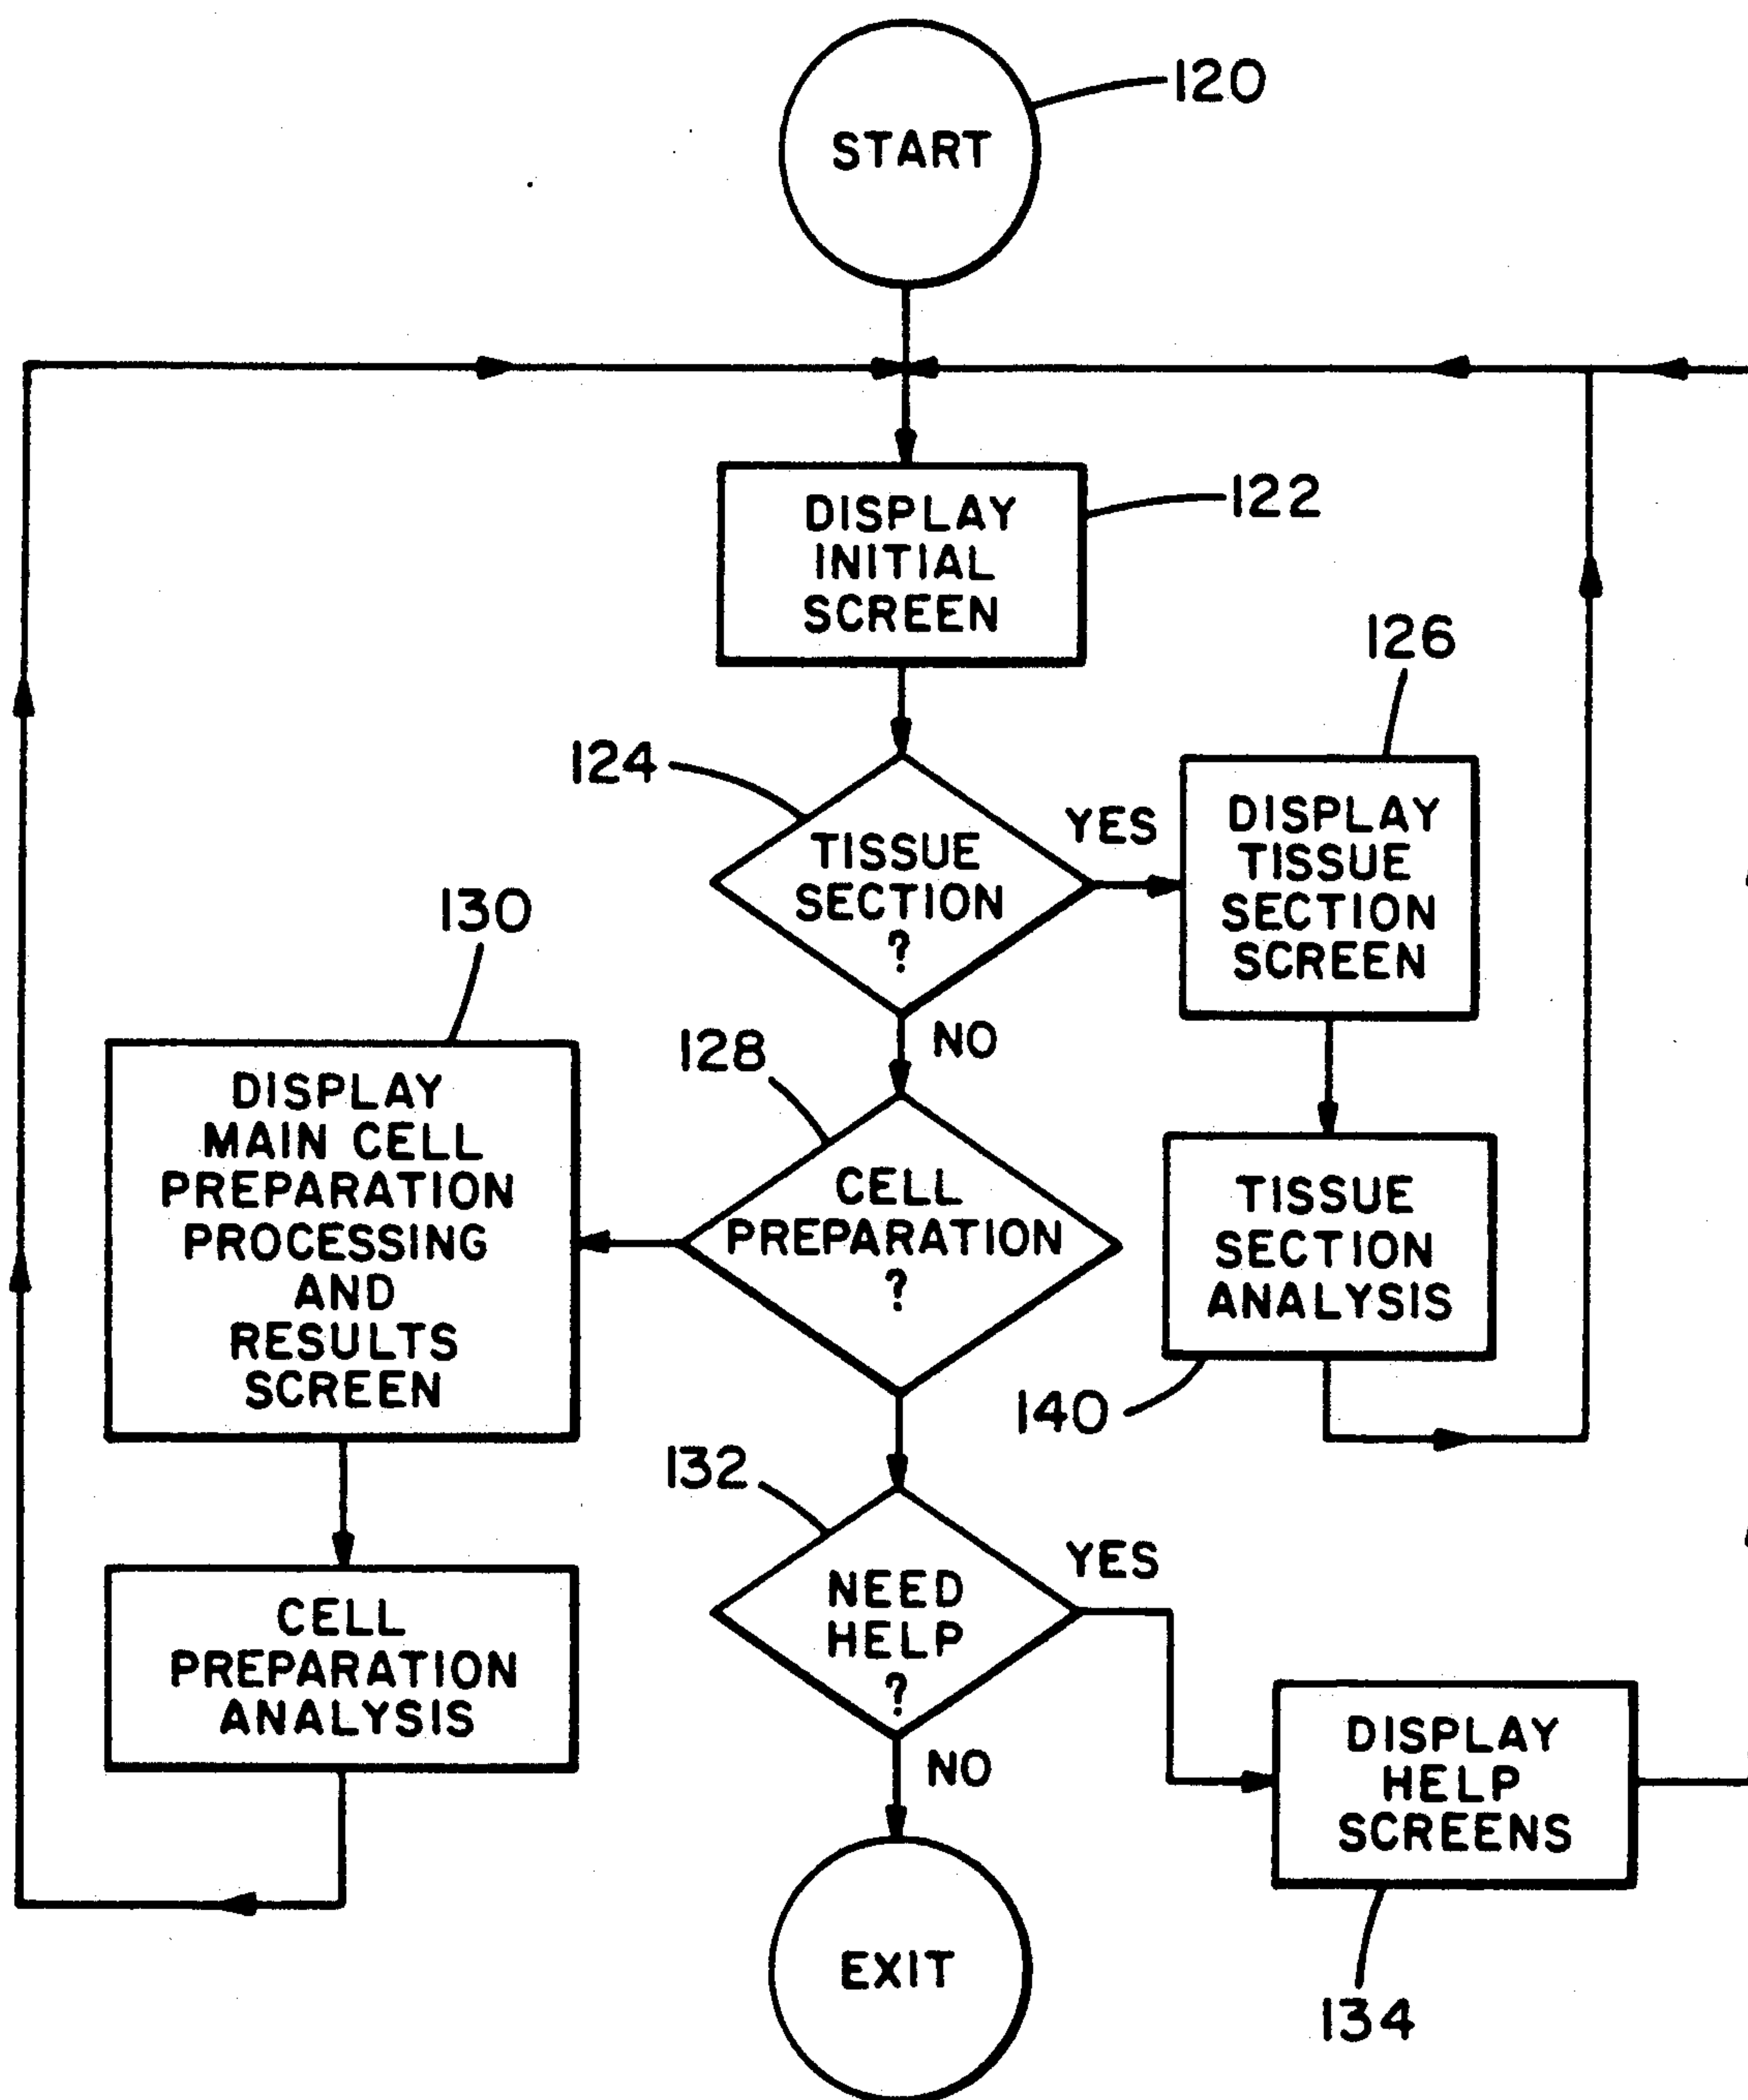 120
START
122
DISPLAY
INITIAL
SCREEN
126
124
TISSUE
SECTION
?
YES
DISPLAY
TISSUE
SECTION
SCREEN
130
NO
128
DISPLAY
MAIN CELL
PREPARATION
PROCESSING
AND
RESULTS
SCREEN
CELL
PREPARATION
?
TISSUE
SECTION
ANALYSIS
140
132
NEED
HELP
?
YES
CELL
PREPARATION
ANALYSIS
NO
DISPLAY
HELP
SCREENS
134
EXIT